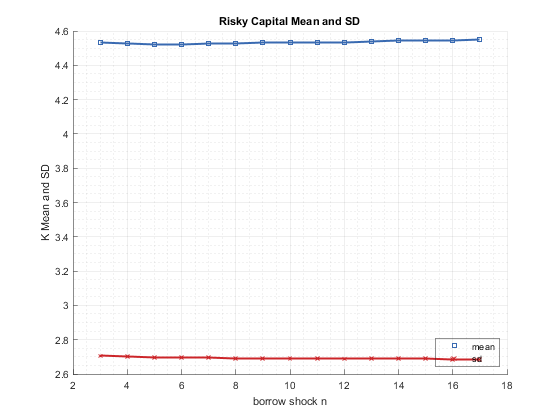 Risky Capital Mean and SD
4.6
4.4
4.2
4
3.8
3.6
3.4
3.2
3
2.8
2.6
K Mean and SD
mean
sd
2 4 6 8 10 12 14 16 18
borrow shock n